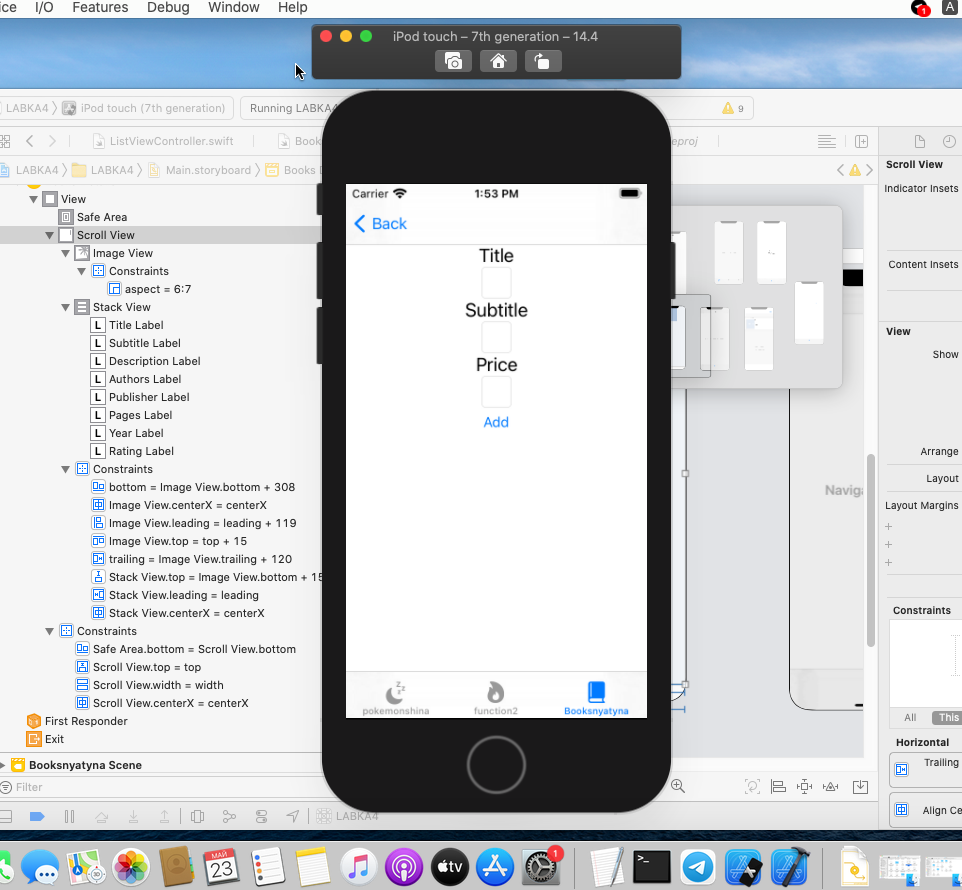 ice I/O Features Debug Window Help
1 A
iPod touch – 7th generation – 14.4
LABKA4 iPod touch (7th generation) Running LABKA4
9
ListViewController.swift Book
eproj
LABKA4 LABKA4 Main.storyboard Books
View
Safe Area
Scroll View
Image View
Constraints
aspect = 6:7
Stack View
L Title Label
L Subtitle Label
L Description Label
L Authors Label
L Publisher Label
L Pages Label
L Year Label
L Rating Label
Constraints
bottom = Image View.bottom + 308
Image View.centerX = centerX
Image View.leading = leading + 119
Image View.top = top + 15
trailing = Image View.trailing + 120
Stack View.top = Image View.bottom + 15
Stack View.leading = leading
Stack View.centerX = centerX
Constraints
Safe Area.bottom = Scroll View.bottom
Scroll View.top = top
Scroll View.width = width
Scroll View.centerX = centerX
First Responder
Exit
Booksnyatyna Scene
Filter
LABKA4
Carrier 1:53 PM
Back
Title
Subtitle
Price
Add
pokemonshina function2 Booksnyatyna
Naviga
Scroll View
Indicator Insets
Content Insets
View
Show
Arrange
Layout
Layout Margins
+
+
+
Constraints
All This
Horizontal
Trailing
Align Ce
MAY
23
tv
1
>_